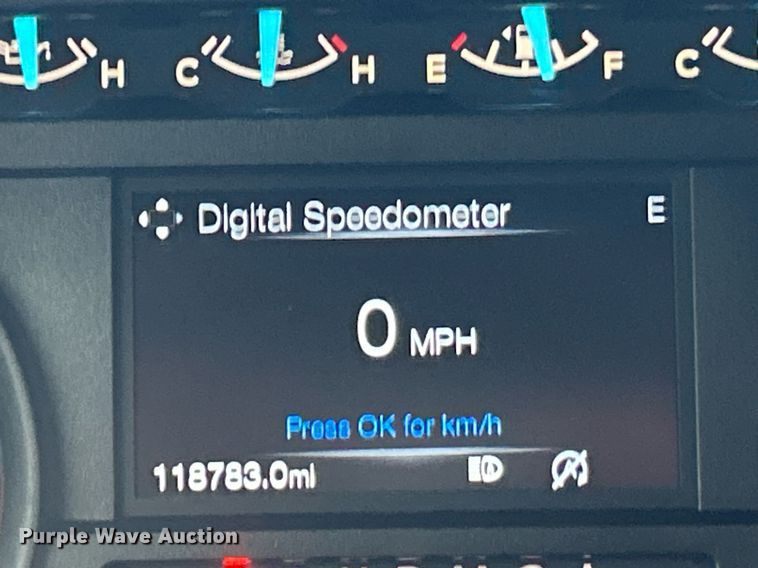 H C H E F C
Digital Speedometer E
0 MPH
Press OK for km/h
118783.0mi
Purple Wave Auction